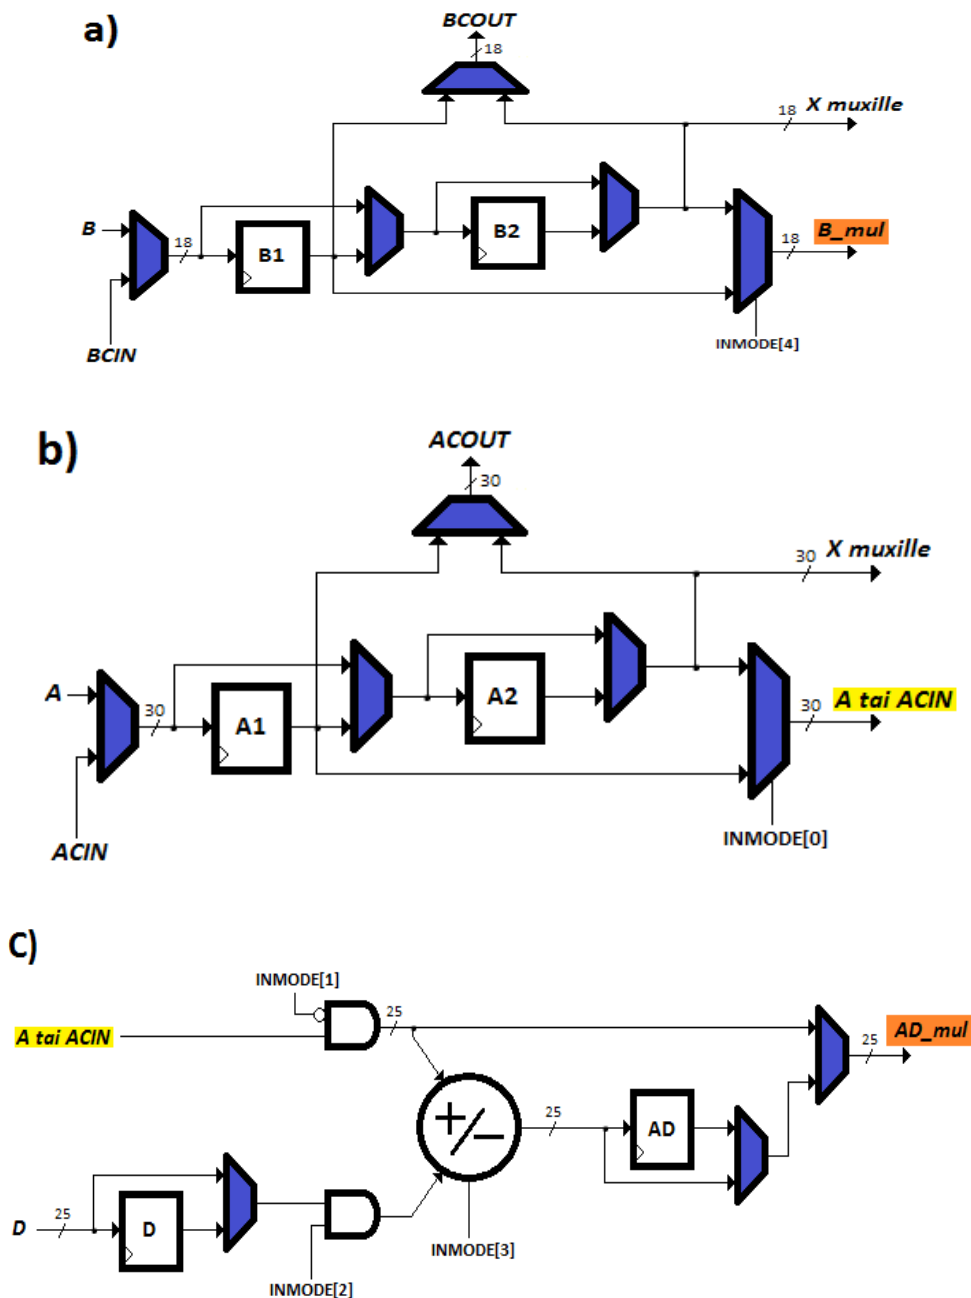 a)
BCOUT
18
18 X muxille
B
18
B1
B2
18
B_mul
BCIN
INMODE[4]
b)
ACOUT
30
30 X muxille
A
30
A1
A2
30
A tai ACIN
ACIN
INMODE[0]
C)
INMODE[1]
25
A tai ACIN
25
AD_mul
+/-
25
AD
D
25
D
INMODE[2]
INMODE[3]